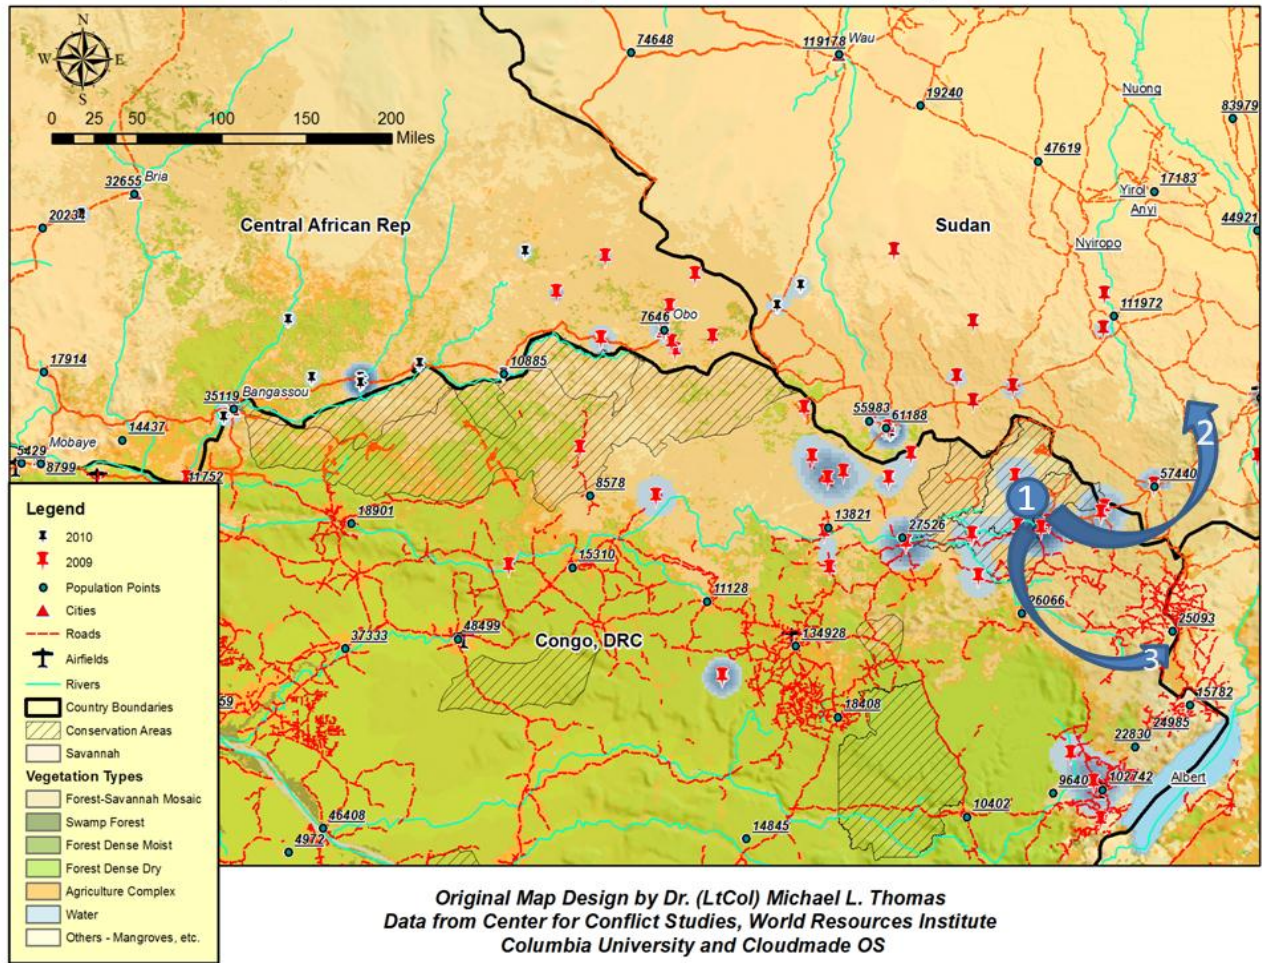 N
W
E
S
0
50
100
200
Miles
74648
119178
Wau
19240
Nuong
83979
47619
17183
Yirol
Anyi
44921
Nyiropo
111972
32655
Bria
20234
Central African Rep
Sudan
7646
Obo
17914
10885
35119
Bangassou
14437
5429
Mobaye
8799
55983
61188
2
57440
1
8578
18901
13821
27526
15310
11128
26066
25093
37333
48499
Congo, DRC
134928
3
15782
18408
24985
22830
Albert
9640
102742
10402
46408
4972
14845
Legend
2010
2009
Population Points
Cities
Roads
Airfields
Rivers
Country Boundaries
Conservation Areas
Savannah
Vegetation Types
Forest-Savannah Mosaic
Swamp Forest
Forest Dense Moist
Forest Dense Dry
Agriculture Complex
Water
Others - Mangroves, etc.
Original Map Design by Dr. (LtCol) Michael L. Thomas
Data from Center for Conflict Studies, World Resources Institute
Columbia University and Cloudmade OS